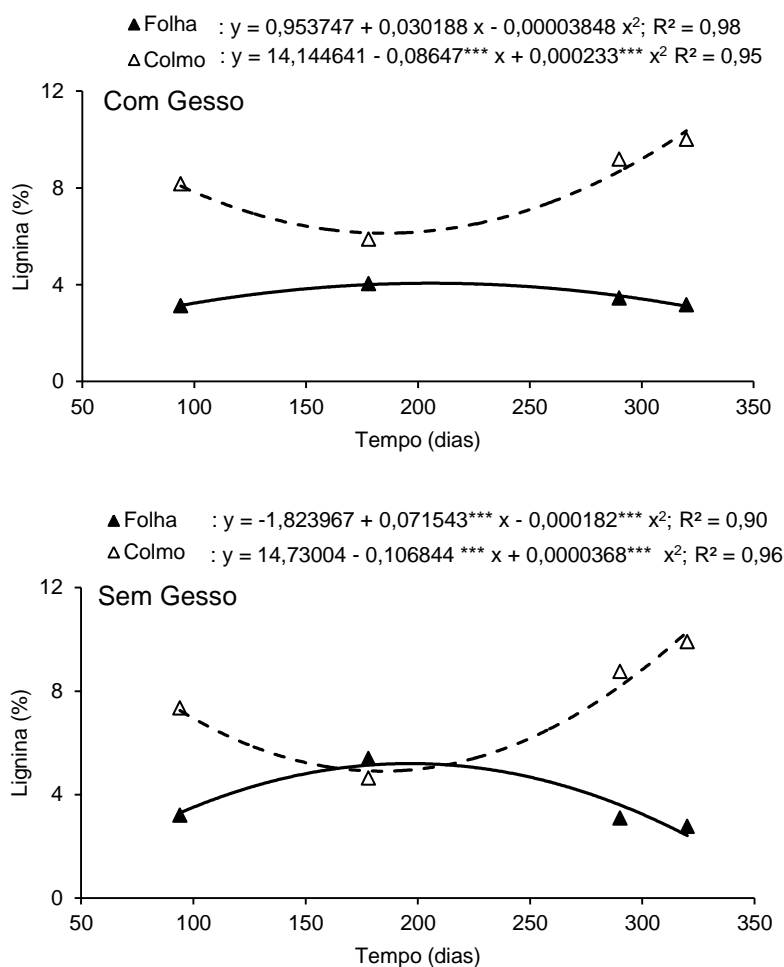 ▲ Folha : y = 0,953747 + 0,030188 x - 0,00003848 x²; R² = 0,98
△ Colmo : y = 14,144641 - 0,08647*** x + 0,000233*** x² R² = 0,95
Com Gesso
12
8
4
0
Lignina (%)
50 100 150 200 250 300 350
Tempo (dias)
▲ Folha : y = -1,823967 + 0,071543*** x - 0,000182*** x²; R² = 0,90
△ Colmo : y = 14,73004 - 0,106844 *** x + 0,0000368*** x²; R² = 0,96
Sem Gesso
12
8
4
0
Lignina (%)
50 100 150 200 250 300 350
Tempo (dias)